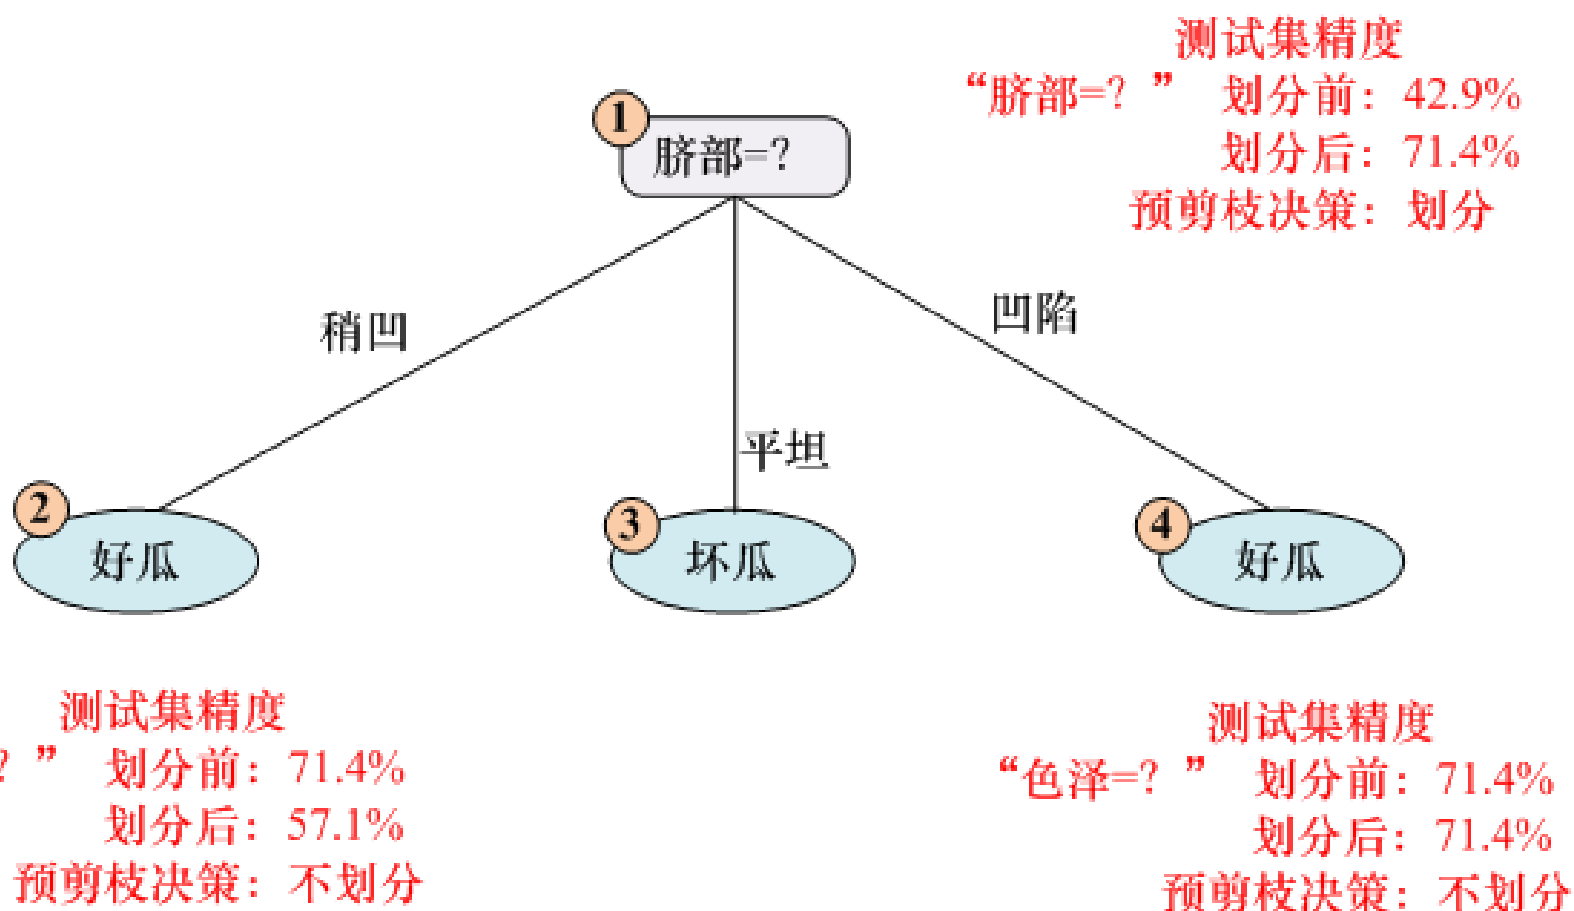 测试集精度
“脐部=? ” 划分前：42.9%
划分后：71.4%
预剪枝决策：划分
1
脐部=?
稍凹
平坦
凹陷
2
好瓜
3
坏瓜
4
好瓜
测试集精度
? ” 划分前：71.4%
划分后：57.1%
预剪枝决策：不划分
测试集精度
“色泽=? ” 划分前：71.4%
划分后：71.4%
预剪枝决策：不划分